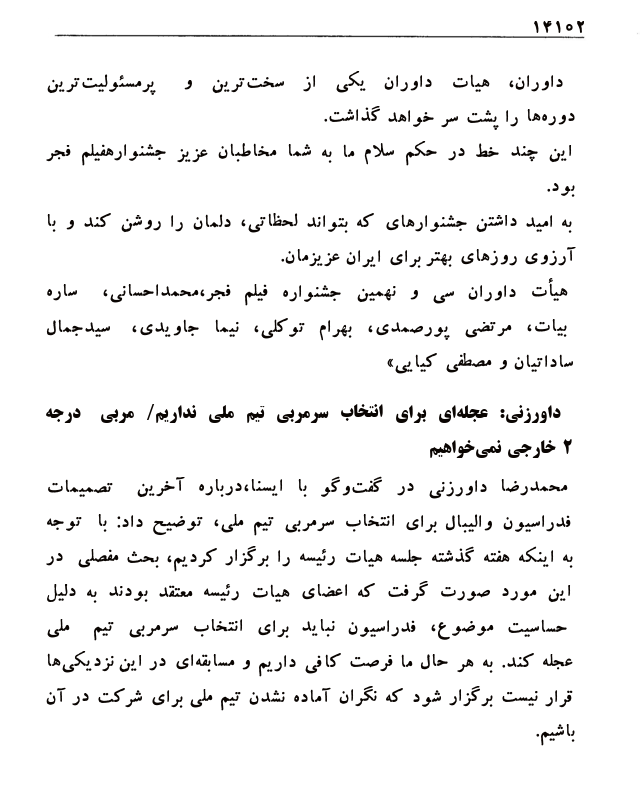 ۱۴۱۰۲
داوران، هیات داوران یکی از سخت‌ترین و پرمسئولیت‌ترین
دوره‌ها را پشت سر خواهد گذاشت.
این چند خط در حکم سلام ما به شما مخاطبان عزیز جشنوارهفیلم فجر
بود.
به امید داشتن جشنوارهای که بتواند لحظاتی، دلمان را روشن کند و با
آرزوی روزهای بهتر برای ایران عزیزمان.
هیأت داوران سی و نهمین جشنواره فیلم فجر،محمداحسانی، ساره
بیات، مرتضی پورصمدی، بهرام توکلی، نیما جاویدی، سیدجمال
ساداتیان و مصطفی کیایی»
داورزنی: عجله‌ای برای انتخاب سرمربی تیم ملی نداریم/ مربی درجه
۲ خارجی نمی‌خواهیم
محمدرضا داورزنی در گفت‌وگو با ایسنا،درباره آخرین تصمیمات
فدراسیون والیبال برای انتخاب سرمربی تیم ملی، توضیح داد: با توجه
به اینکه هفته گذشته جلسه هیات رئیسه را برگزار کردیم، بحث مفصلی در
این مورد صورت گرفت که اعضای هیات رئیسه معتقد بودند به دلیل
حساسیت موضوع، فدراسیون نباید برای انتخاب سرمربی تیم ملی
عجله کند. به هر حال ما فرصت کافی داریم و مسابقه‌ای در این نزدیکی‌ها
قرار نیست برگزار شود که نگران آماده نشدن تیم ملی برای شرکت در آن
باشیم.